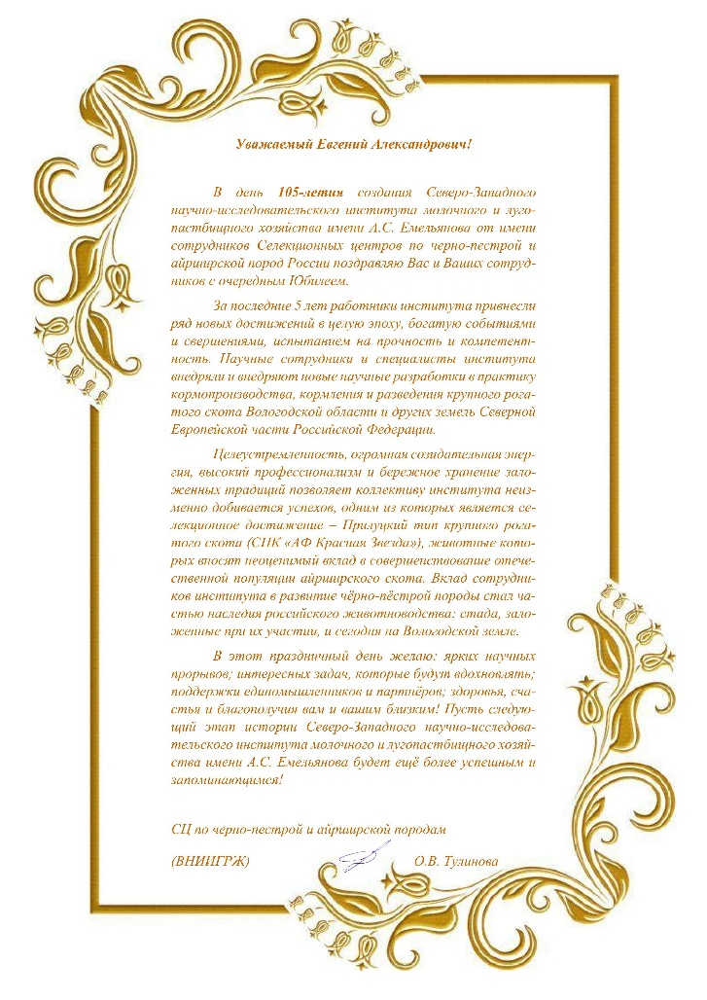 Уважаемый Евгений Александрович!
В день 105-летия создания Северо-Западного
научно-исследовательского института молочного и луго-
пастбищного хозяйства имени А.С. Емельянова от имени
сотрудников Селекционных центров по черно-пестрой и
айрширской пород России поздравляю Вас и Ваших сотруд-
ников с очередным Юбилеем.
За последние 5 лет работники института привнесли
ряд новых достижений в целую эпоху, богатую событиями
и свершениями, испытанием на прочность и компетент-
ность. Научные сотрудники и специалисты института
внедряли и внедряют новые научные разработки в практику
кормопроизводства, кормления и разведения крупного рога-
того скота Вологодской области и других земель Северной
Европейской части Российской Федерации.
Целеустремленность, огромная созидательная энер-
гия, высокий профессионализм и бережное хранение зало-
женных традиций позволяет коллективу института неиз-
менно добивается успехов, одним из которых является се-
лекционное достижение – Прилуцкий тип крупного рога-
того скота (СПК «АФ Красная Звезда»), животные кото-
рых вносят неоценимый вклад в совершенствование отече-
ственной популяции айрширского скота. Вклад сотрудни-
ков института в развитие чёрно-пёстрой породы стал ча-
стью наследия российского животноводства: стада, зало-
женные при их участии, и сегодня на Вологодской земле.
В этот праздничный день желаю: ярких научных
прорывов; интересных задач, которые будут вдохновлять;
поддержки единомышленников и партнёров; здоровья, сча-
стья и благополучия вам и вашим близким! Пусть следую-
щий этап истории Северо-Западного научно-исследова-
тельского института молочного и лугопастбищного хозяй-
ства имени А.С. Емельянова будет ещё более успешным и
запоминающимся!
СЦ по черно-пестрой и айрширской породам
(ВНИИГРЖ) О.В. Тулинова